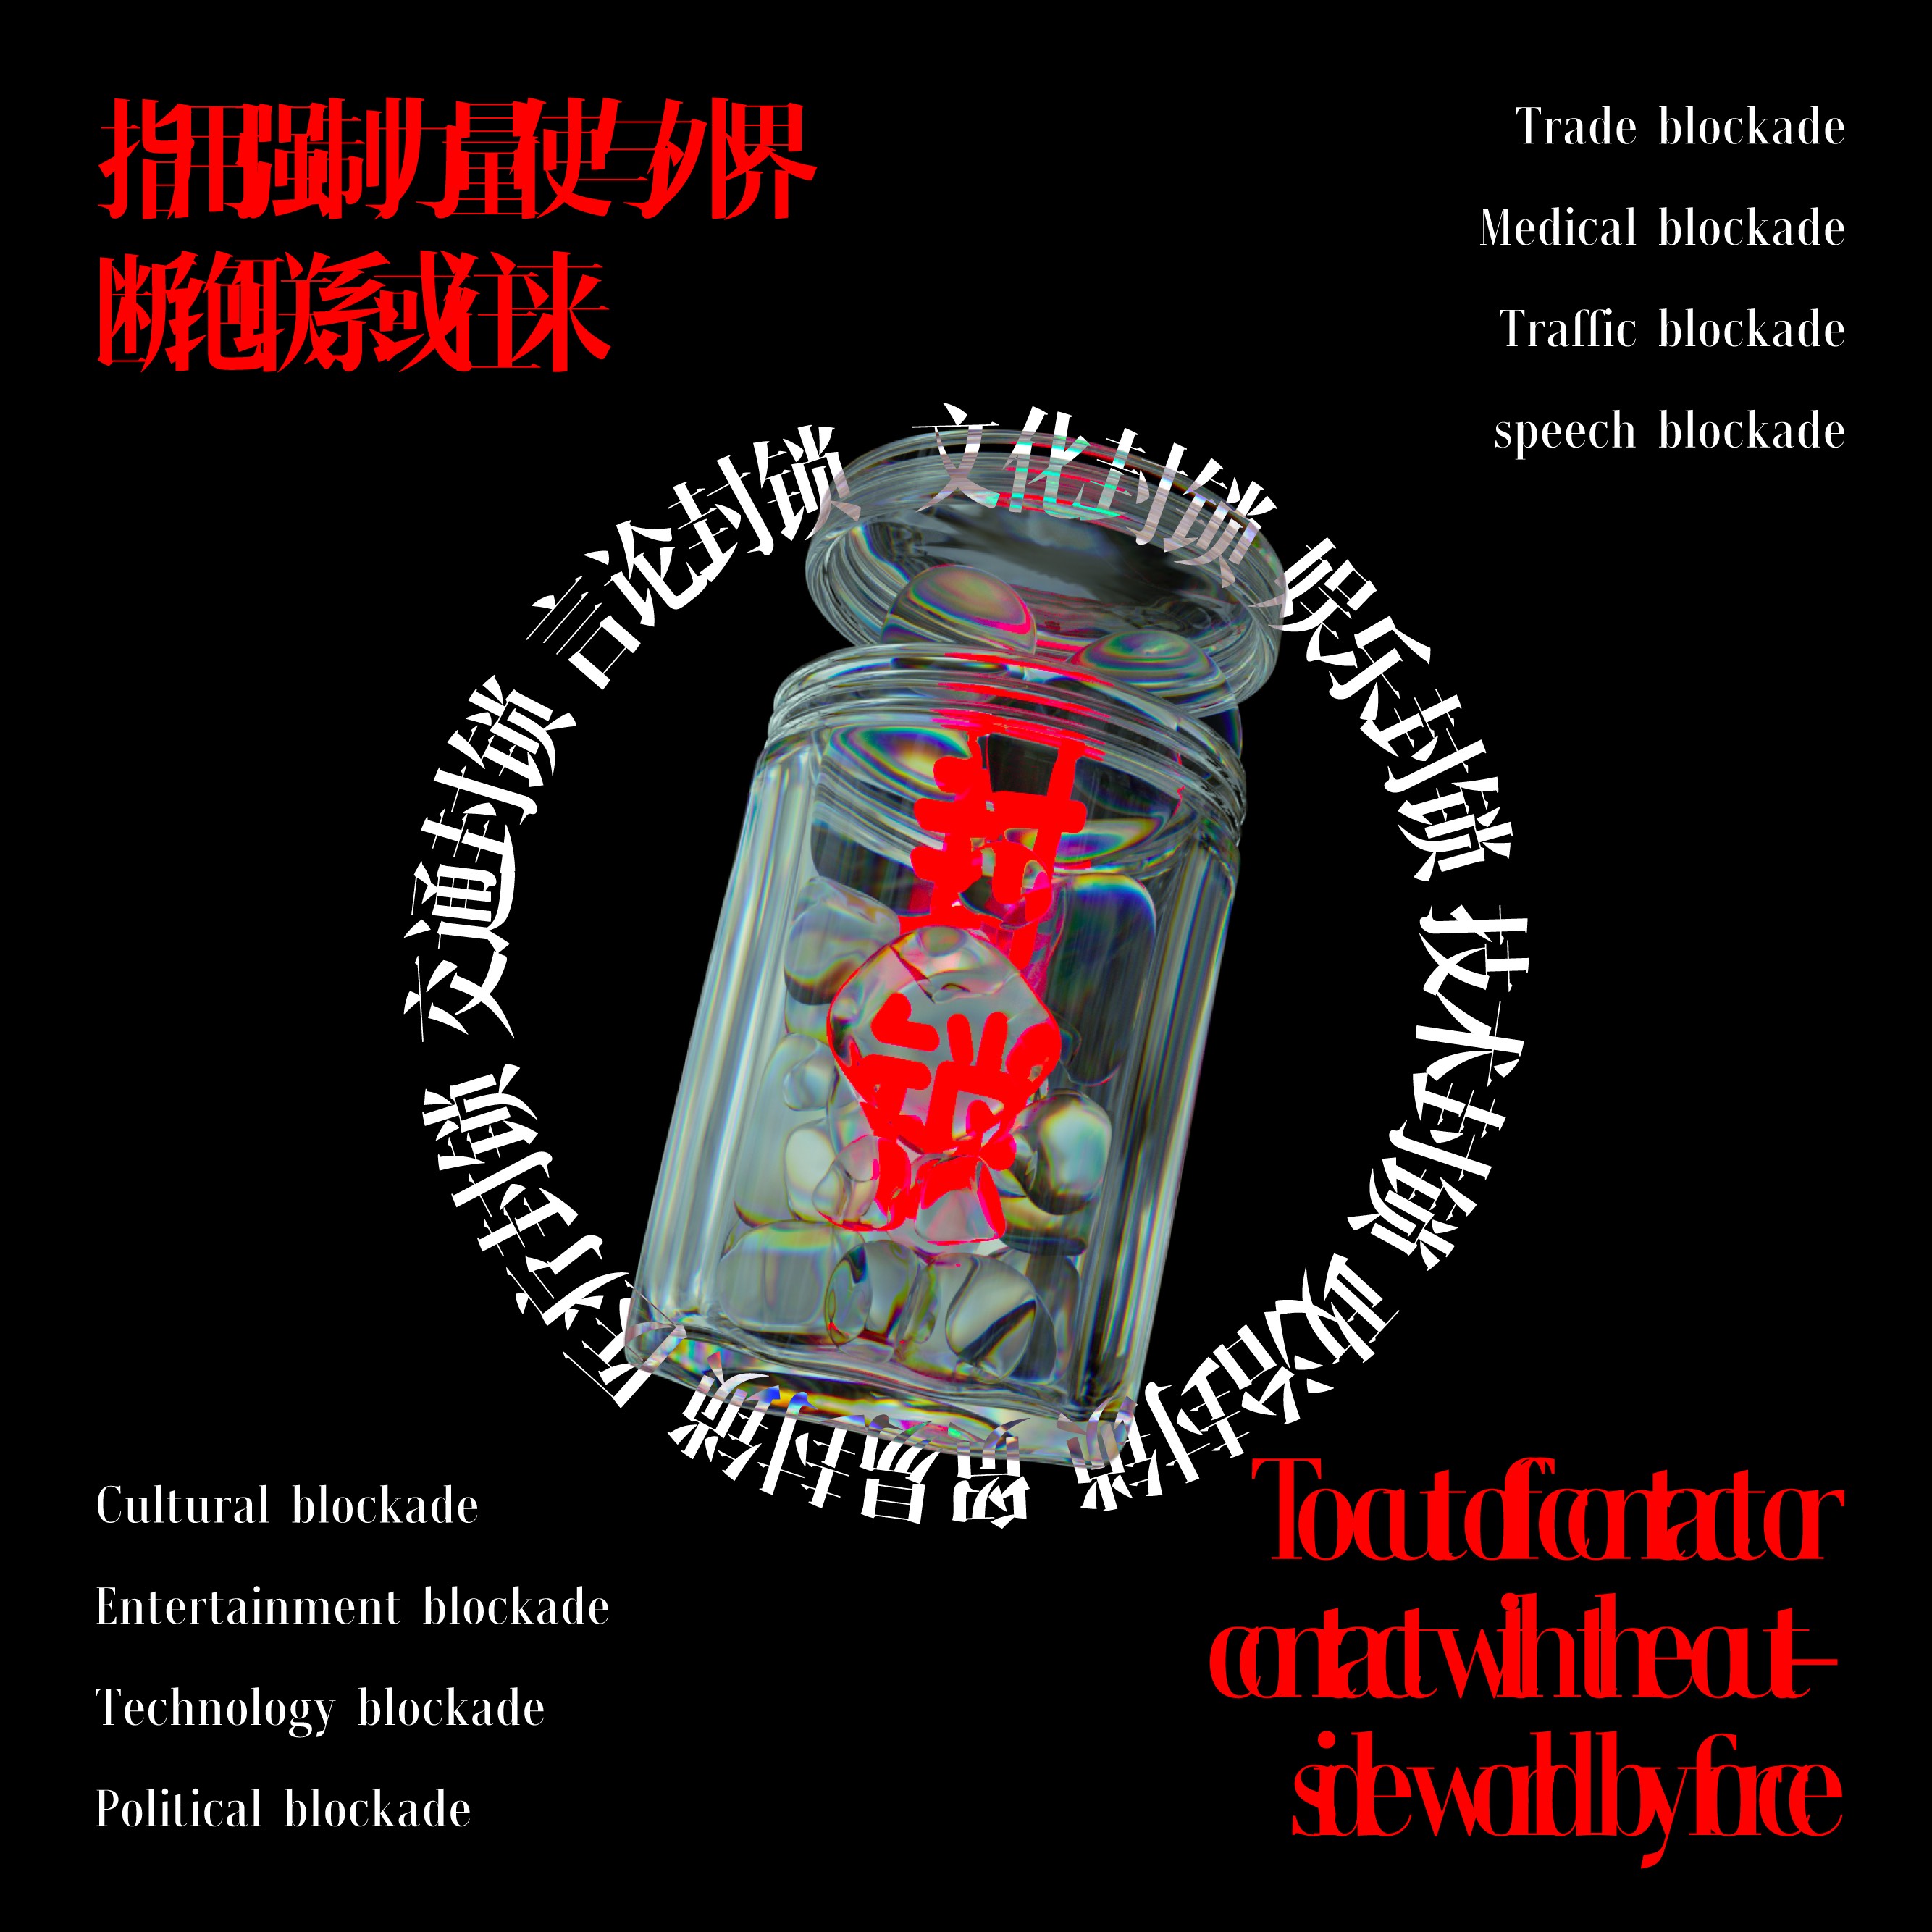 指用强制力量使与外界
断绝联系或往来
Trade blockade
Medical blockade
Traffic blockade
speech blockade
文化封锁 娱乐封锁 技术封锁 政治封锁 贸易封锁 医疗封锁 交通封锁 言论封锁
封锁
Cultural blockade
Entertainment blockade
Technology blockade
Political blockade
To cut off contact or
contact with the out-
side world by force